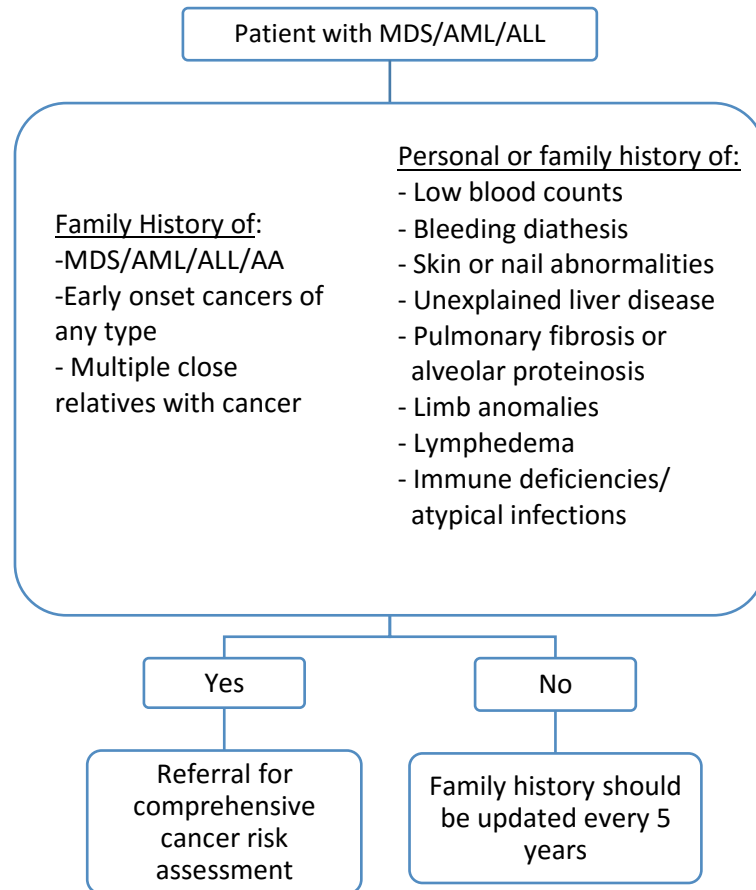 Patient with MDS/AML/ALL
Family History of:
-MDS/AML/ALL/AA
-Early onset cancers of
any type
- Multiple close
relatives with cancer
Personal or family history of:
- Low blood counts
- Bleeding diathesis
- Skin or nail abnormalities
- Unexplained liver disease
- Pulmonary fibrosis or
alveolar proteinosis
- Limb anomalies
- Lymphedema
- Immune deficiencies/
atypical infections
Yes
No
Referral for
comprehensive
cancer risk
assessment
Family history should
be updated every 5
years